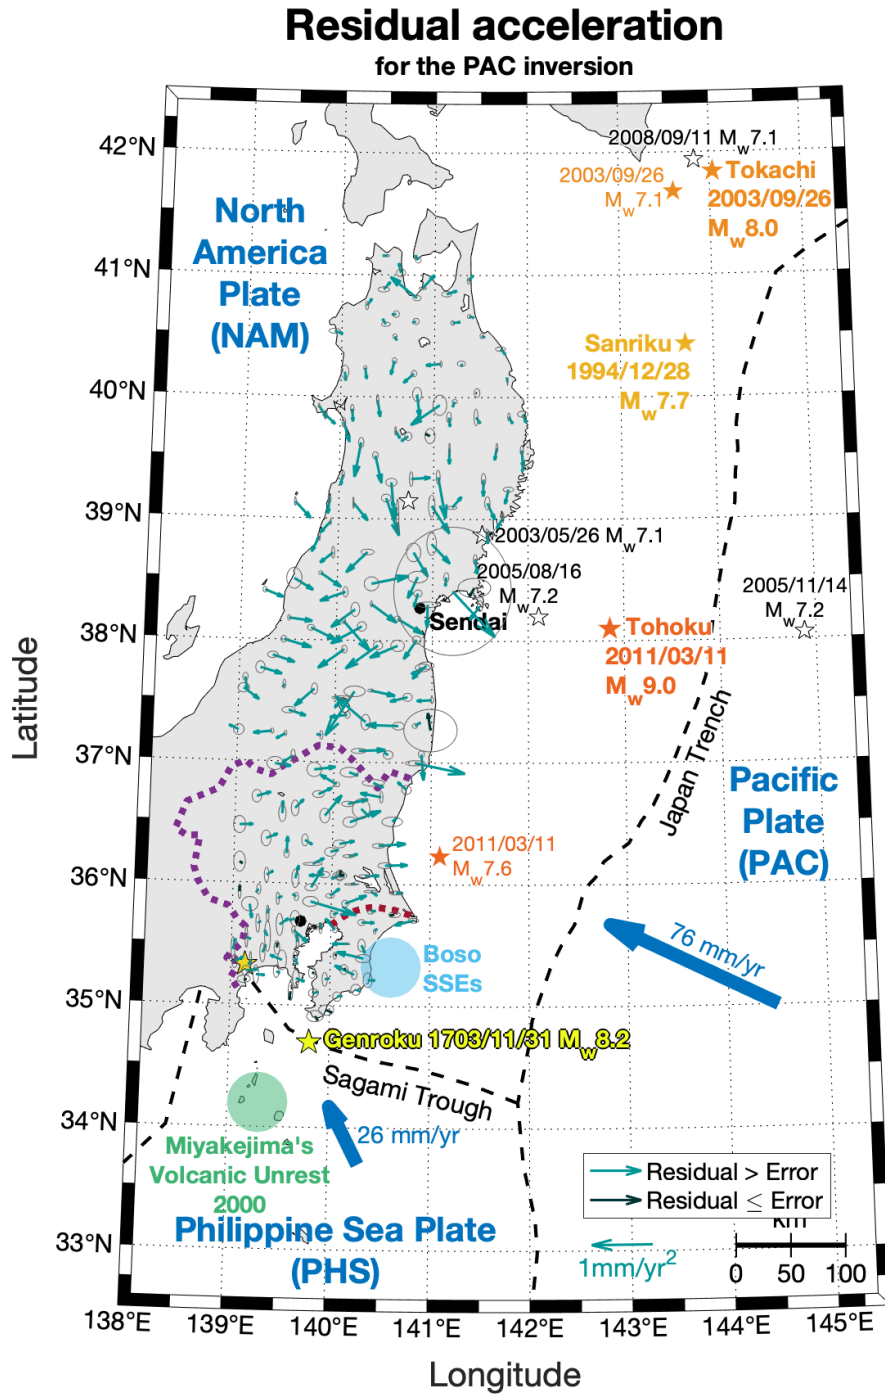 Residual acceleration
for the PAC inversion
42°N
41°N
40°N
39°N
38°N
37°N
36°N
35°N
34°N
33°N
Latitude
138°E
139°E
140°E
141°E
142°E
143°E
144°E
145°E
Longitude
North
America
Plate
(NAM)
2008/09/11 Mw7.1
2003/09/26
Mw7.1
Tokachi
2003/09/26
Mw8.0
Sanriku
1994/12/28
Mw7.7
2003/05/26 Mw7.1
2005/08/16
Mw7.2
2005/11/14
Mw7.2
Sendai
Tohoku
2011/03/11
Mw9.0
Japan Trench
Pacific
Plate
(PAC)
2011/03/11
Mw7.6
76 mm/yr
Boso
SSEs
Genroku 1703/11/31 Mw8.2
Sagami Trough
26 mm/yr
Miyakejima's
Volcanic Unrest
2000
Philippine Sea Plate
(PHS)
Residual > Error
Residual ≤ Error
km
1mm/yr²
0 50 100